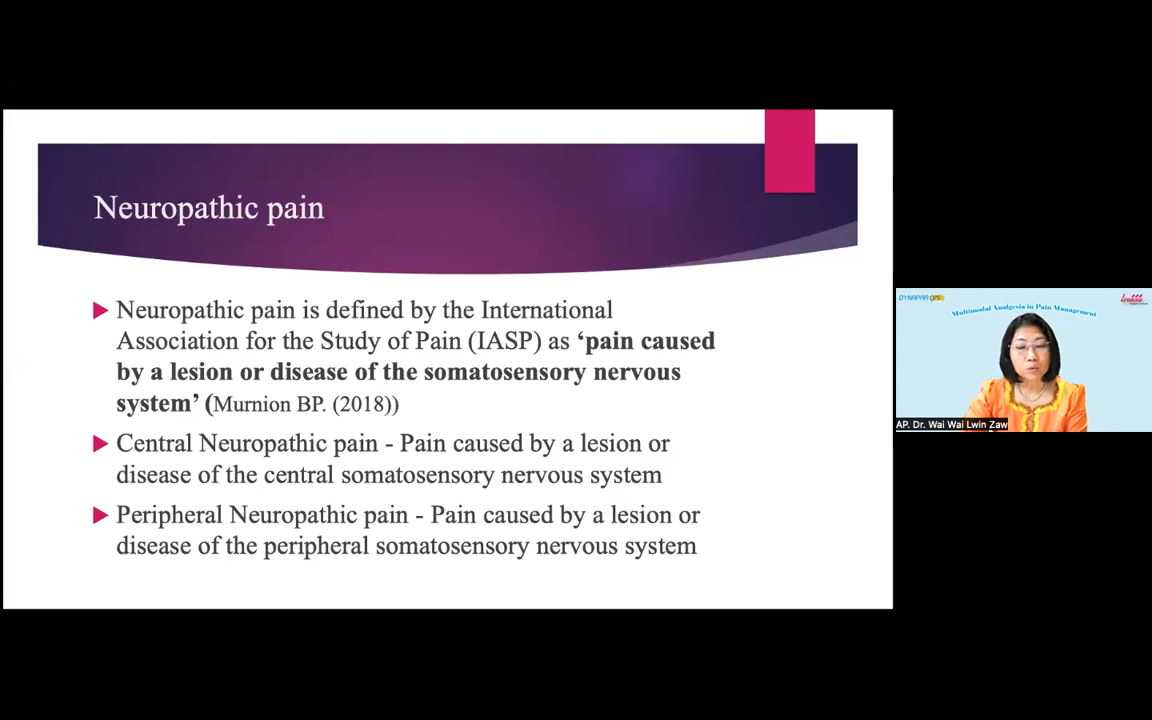 Neuropathic pain
Neuropathic pain is defined by the International
Association for the Study of Pain (IASP) as ‘pain caused
by a lesion or disease of the somatosensory nervous
system’ (Murnion BP. (2018))
Central Neuropathic pain - Pain caused by a lesion or
disease of the central somatosensory nervous system
Peripheral Neuropathic pain - Pain caused by a lesion or
disease of the peripheral somatosensory nervous system
DYNAPAR QPS
Multimodal Analgesia in Pain Management
AP. Dr. Wai Wai Lwin Zaw